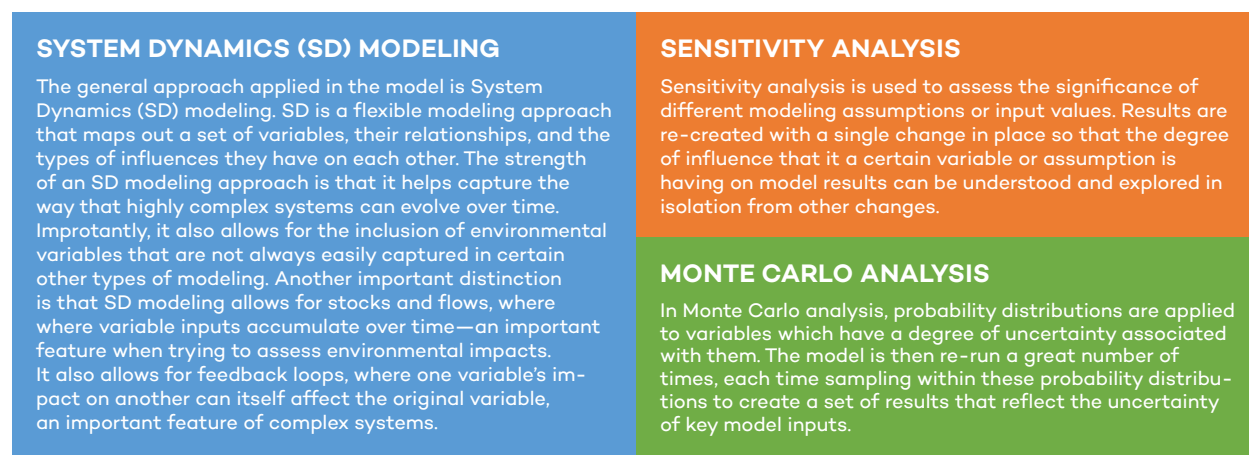 SYSTEM DYNAMICS (SD) MODELING
The general approach applied in the model is System
Dynamics (SD) modeling. SD is a flexible modeling approach
that maps out a set of variables, their relationships, and the
types of influences they have on each other. The strength
of an SD modeling approach is that it helps capture the
way that highly complex systems can evolve over time.
Improtantly, it also allows for the inclusion of environmental
variables that are not always easily captured in certain
other types of modeling. Another important distinction
is that SD modeling allows for stocks and flows, where
where variable inputs accumulate over time—an important
feature when trying to assess environmental impacts.
It also allows for feedback loops, where one variable's im-
pact on another can itself affect the original variable,
an important feature of complex systems.
SENSITIVITY ANALYSIS
Sensitivity analysis is used to assess the significance of
different modeling assumptions or input values. Results are
re-created with a single change in place so that the degree
of influence that it a certain variable or assumption is
having on model results can be understood and explored in
isolation from other changes.
MONTE CARLO ANALYSIS
In Monte Carlo analysis, probability distributions are applied
to variables which have a degree of uncertainty associated
with them. The model is then re-run a great number of
times, each time sampling within these probability distribu-
tions to create a set of results that reflect the uncertainty
of key model inputs.